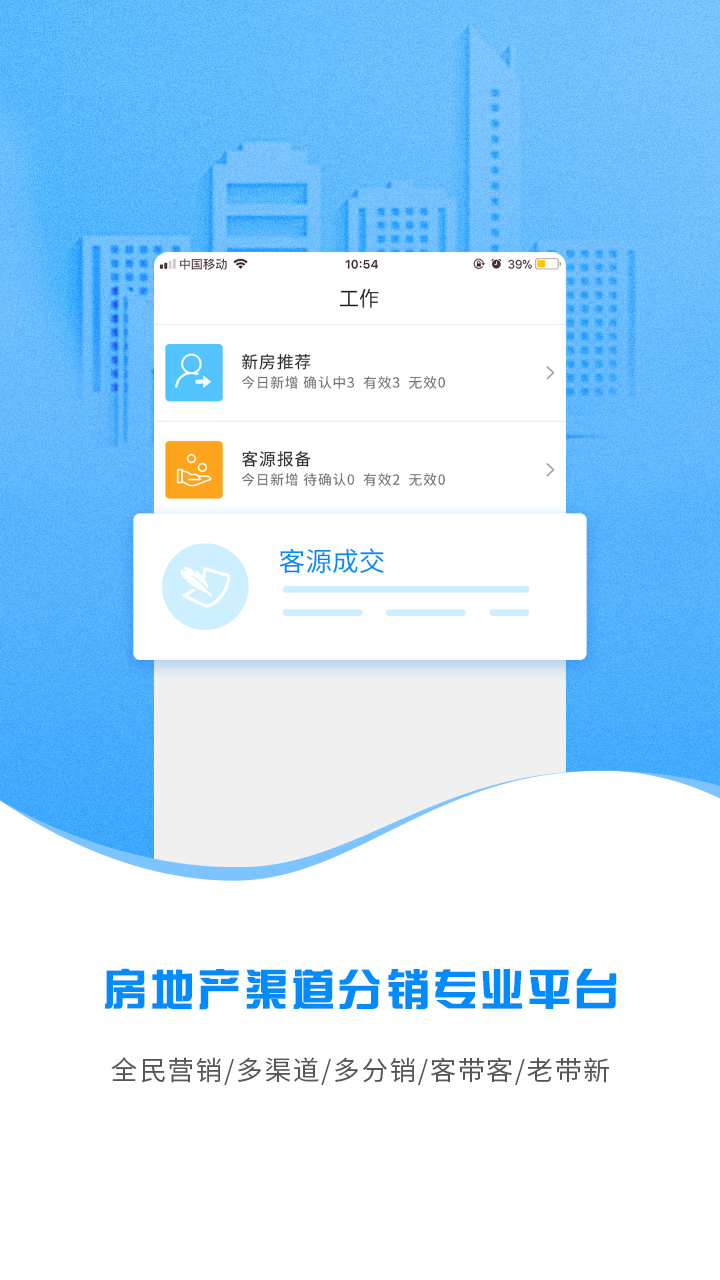 中国移动 10:54 39%
工作
新房推荐
今日新增 确认中3 有效3 无效0
客源报备
今日新增 待确认0 有效2 无效0
客源成交
房地产渠道分销专业平台
全民营销/多渠道/多分销/客带客/老带新